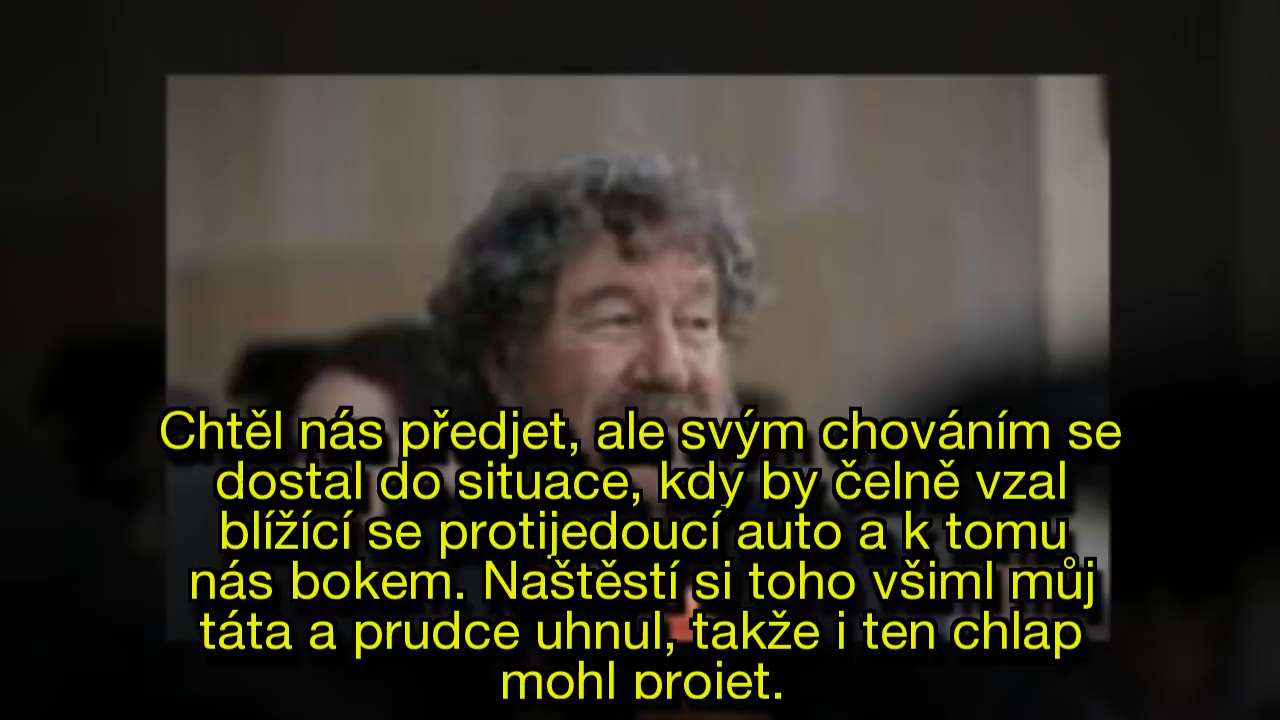 Chtěl nás předjet, ale svým chováním se
dostal do situace, kdy by čelně vzal
blížící se protijedoucí auto a k tomu
nás bokem. Naštěstí si toho všiml můj
táta a prudce uhnul, takže i ten chlap
mohl projet.